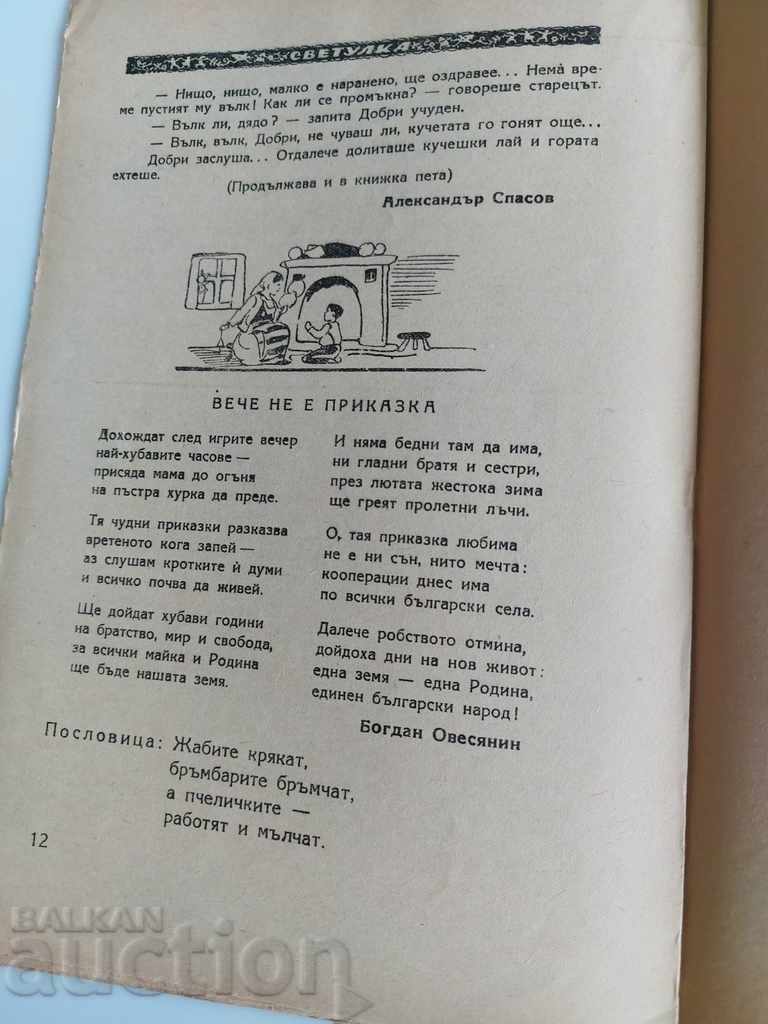 СВЕТУЛКА
— Нищо, нищо, малко е наранено, ще оздравее... Нема̀ вре-
ме пустият му вълк! Как ли се промъкна? — говореше старецът.
— Вълк ли, дядо? — запита Добри учуден.
— Вълк, вълк, Добри, не чуваш ли, кучетата го гонят още...
Добри заслуша... Отдалече долиташе кучешки лай и гората
ехтеше.
(Продължава и в книжка пета)
Александър Спасов
ВЕЧЕ НЕ Е ПРИКАЗКА
Дохождат след игрите вечер
най-хубавите часове —
присяда мама до огъня
на пъстра хурка да преде.
Тя чудни приказки разказва
вретеното кога запей —
аз слушам кротките ѝ думи
и всичко почва да живей.
Ще дойдат хубави години
на братство, мир и свобода,
за всички майка и Родина
ще бъде нашата земя.
И няма бедни там да има,
ни гладни братя и сестри,
през лютата жестока зима
ще греят пролетни лъчи.
О, тая приказка любима
не е ни сън, нито мечта:
кооперации днес има
по всички български села.
Далече робството отмина,
дойдоха дни на нов живот:
една земя — една Родина,
единен български народ!
Богдан Овесянин
Пословица: Жабите крякат,
бръмбарите бръмчат,
а пчеличките —
работят и мълчат.
12
BALKAN
auction